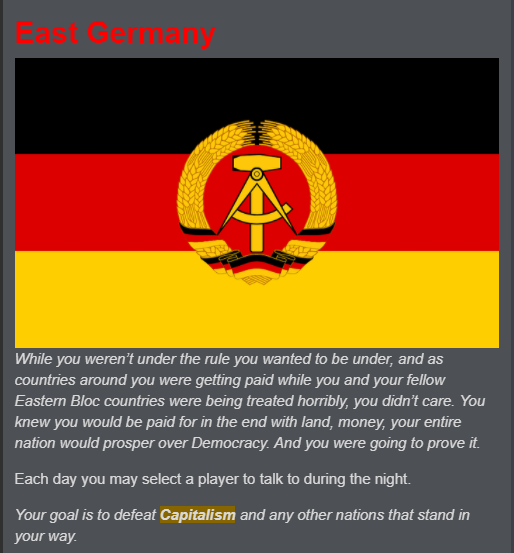 East Germany
While you weren’t under the rule you wanted to be under, and as
countries around you were getting paid while you and your fellow
Eastern Bloc countries were being treated horribly, you didn’t care. You
knew you would be paid for in the end with land, money, your entire
nation would prosper over Democracy. And you were going to prove it.
Each day you may select a player to talk to during the night.
Your goal is to defeat Capitalism and any other nations that stand in
your way.